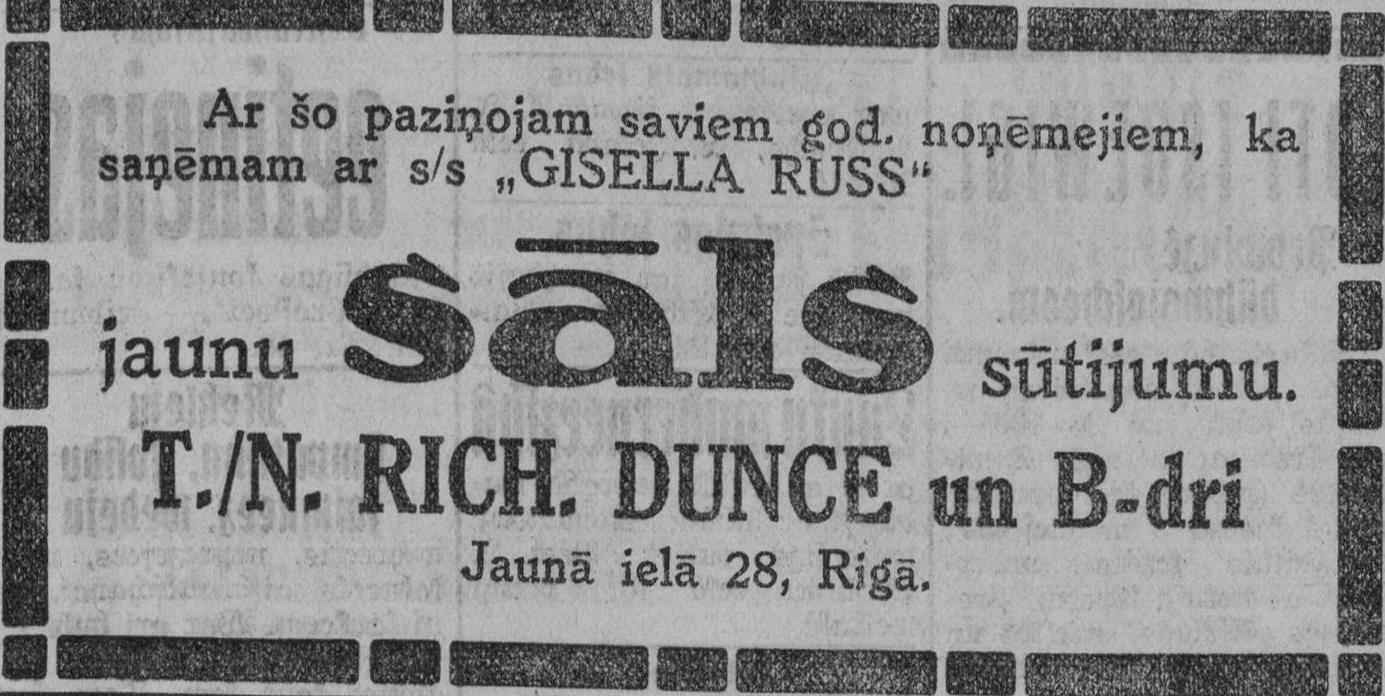 Ar šo paziņojam saviem god. noņēmejiem, ka
saņēmam ar s/s „GISELLA RUSS“
jaunu sāls sūtijumu.
T./N. RICH. DUNCE un B-dri
Jaunā ielā 28, Rigā.